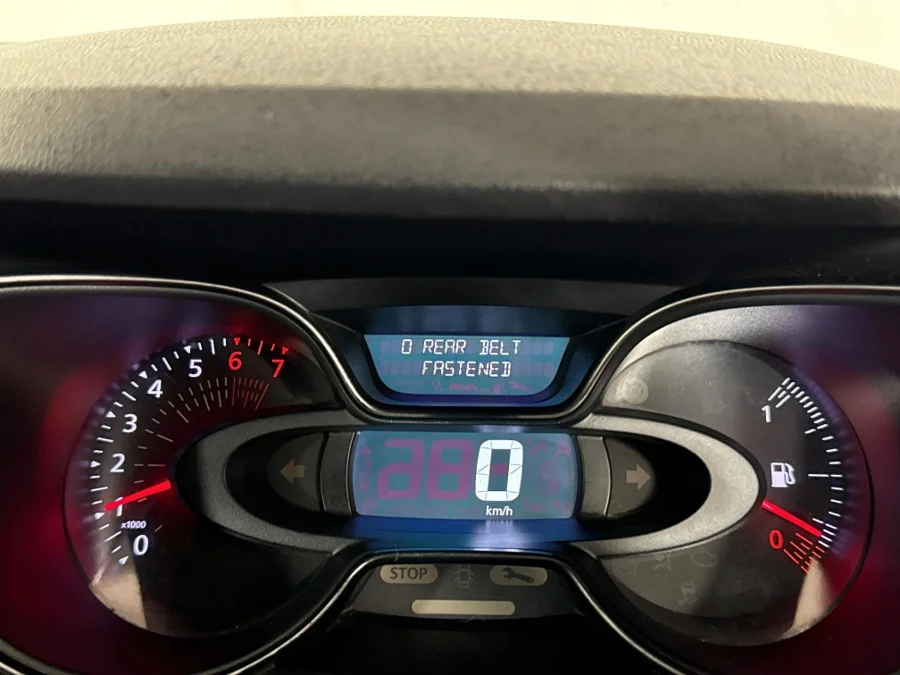 0 REAR BELT
FASTENED
7
6
5
4
3
2
1
x1000
0
0
km/h
1
0
STOP